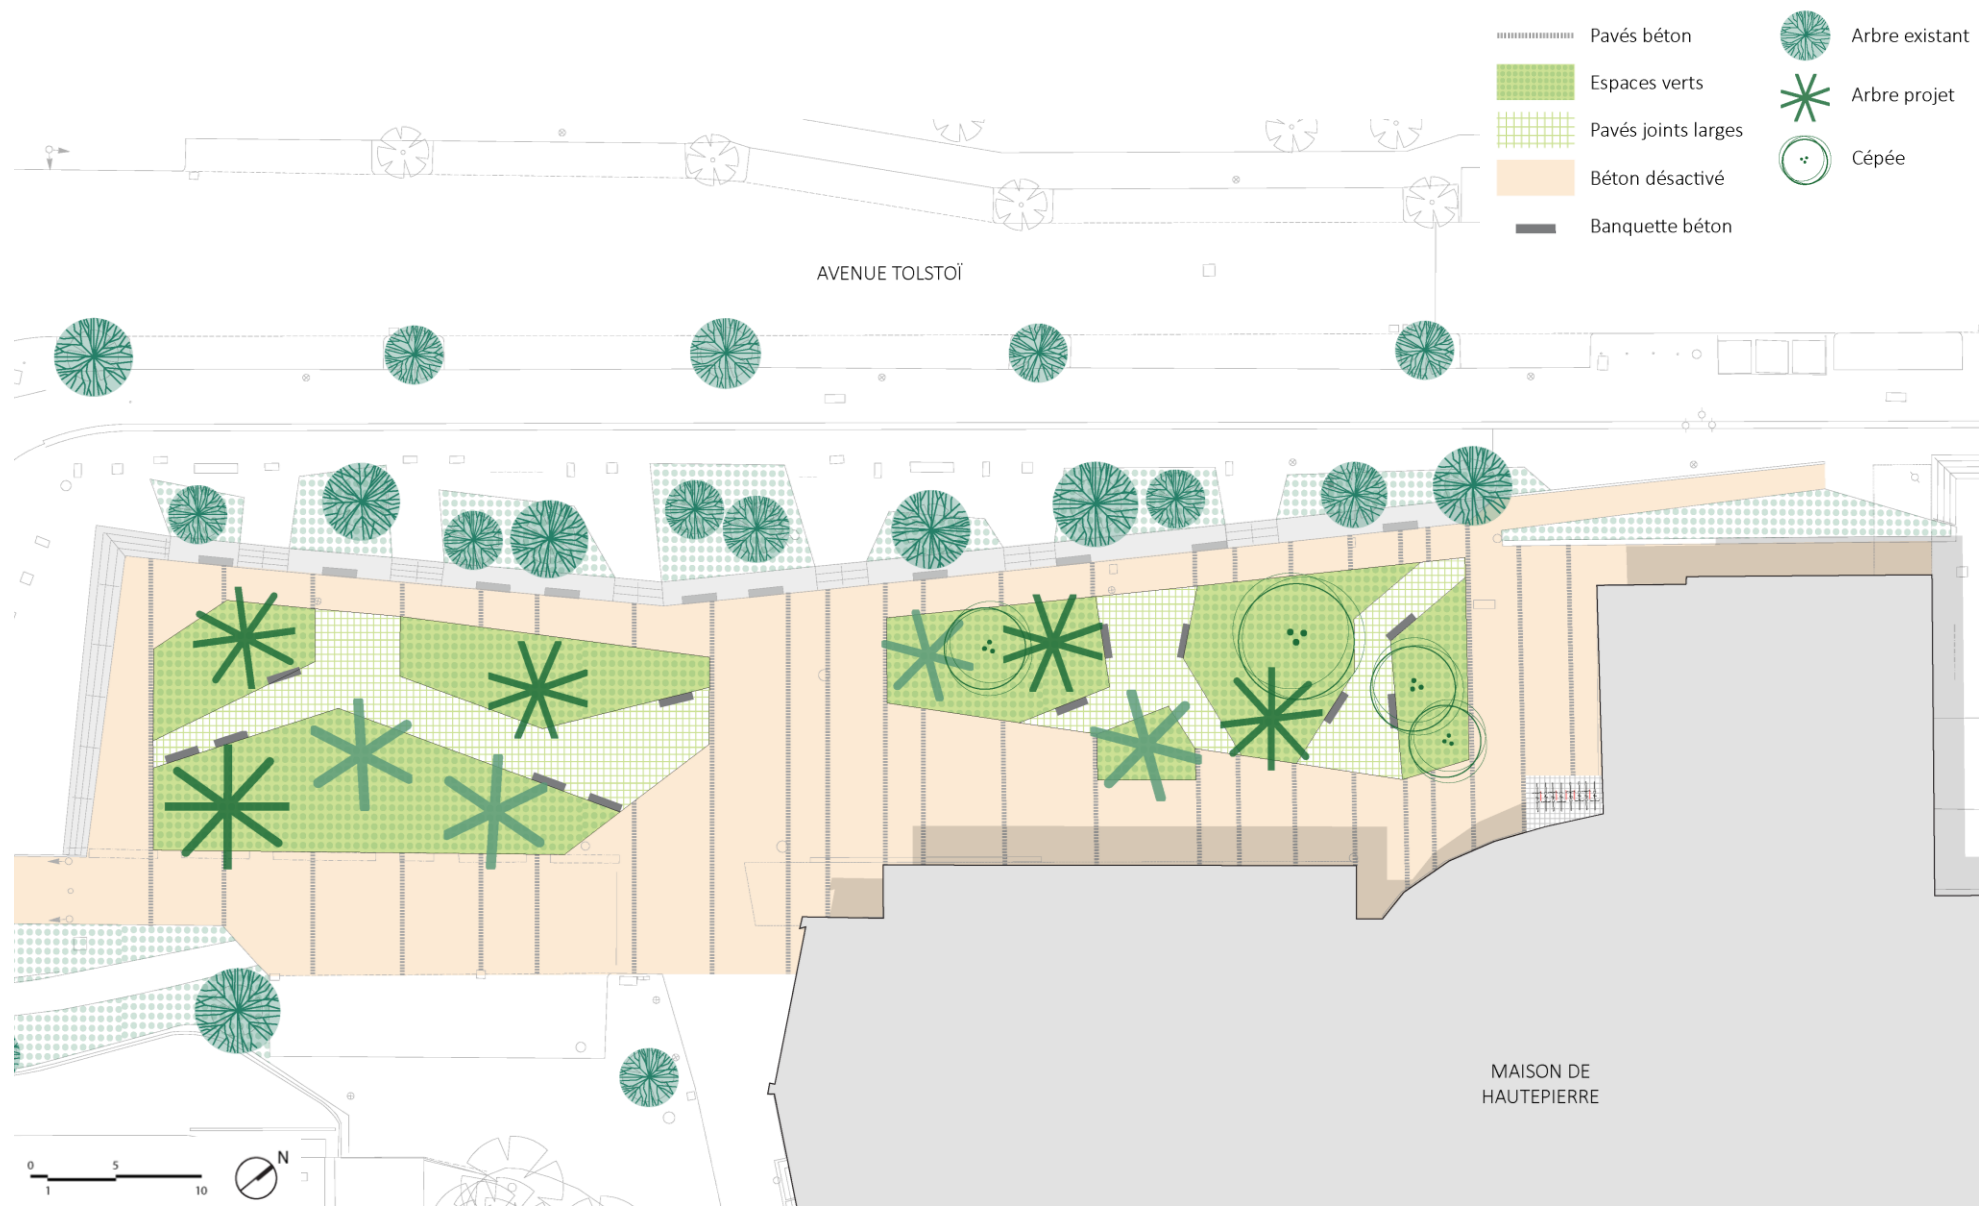 Pavés béton
Espaces verts
Pavés joints larges
Béton désactivé
Banquette béton
Arbre existant
Arbre projet
Cépée
AVENUE TOLSTOÏ
MAISON DE
HAUTEPIERRE
0 5
1 10
N